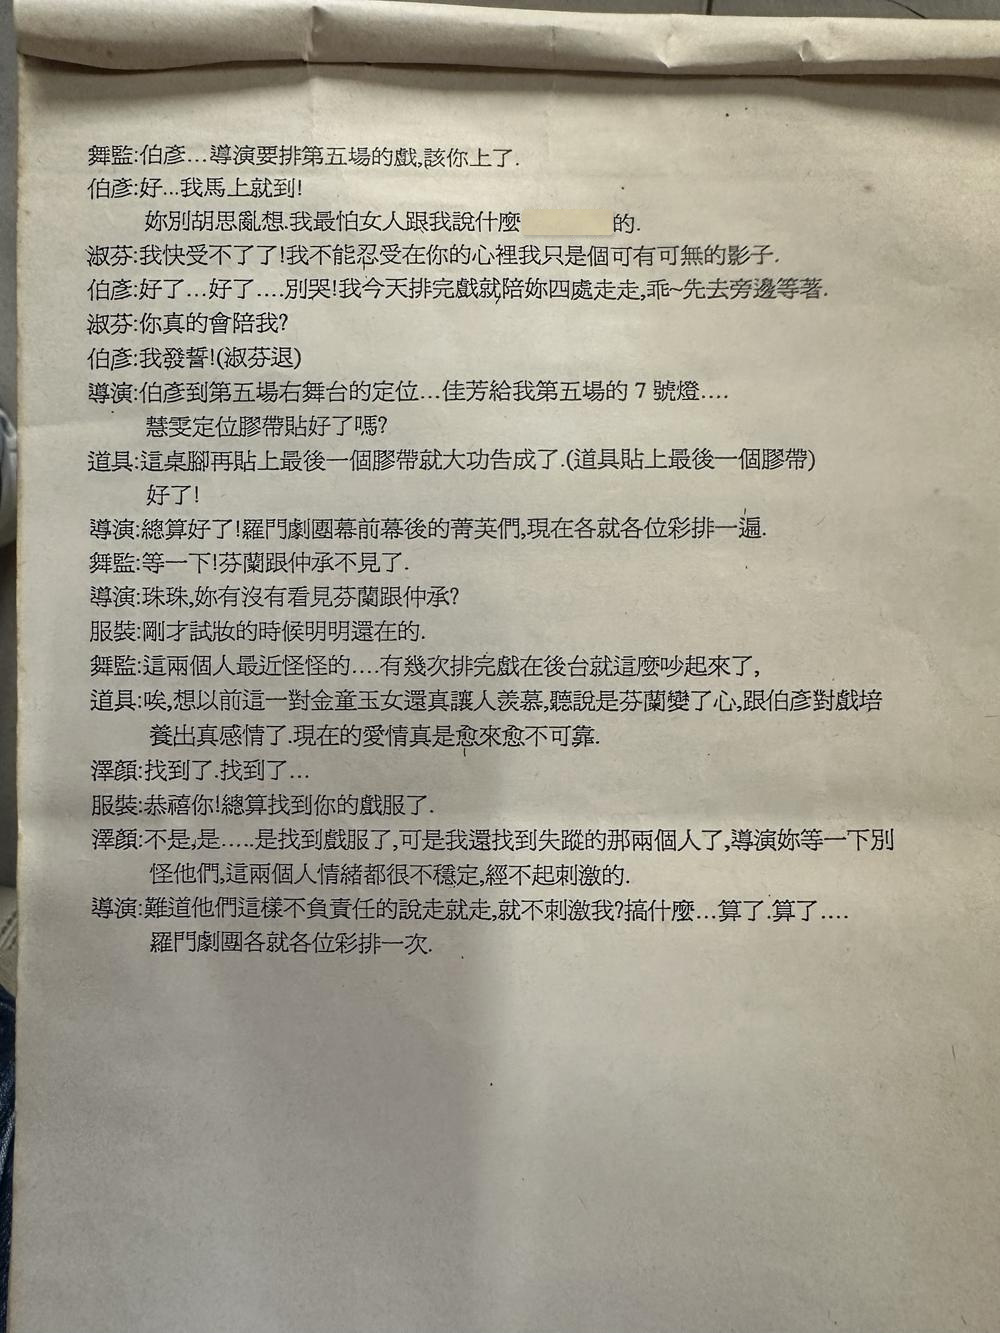 舞監:伯彥…導演要排第五場的戲,該你上了.
伯彥:好…我馬上就到!
妳別胡思亂想.我最怕女人跟我說什麼 的.
淑芬:我快受不了了!我不能忍受在你的心裡我只是個可有可無的影子.
伯彥:好了…好了….別哭!我今天排完戲就陪妳四處走走,乖~先去旁邊等著.
淑芬:你真的會陪我?
伯彥:我發誓!(淑芬退)
導演:伯彥到第五場右舞台的定位…佳芳給我第五場的 7 號燈….
慧雯定位膠帶貼好了嗎?
道具:這桌腳再貼上最後一個膠帶就大功告成了.(道具貼上最後一個膠帶)
好了!
導演:總算好了!羅門劇團幕前幕後的菁英們,現在各就各位彩排一遍.
舞監:等一下!芬蘭跟仲承不見了.
導演:珠珠,妳有沒有看見芬蘭跟仲承?
服裝:剛才試妝的時候明明還在的.
舞監:這兩個人最近怪怪的….有幾次排完戲在後台就這麼吵起來了,
道具:唉,想以前這一對金童玉女還真讓人羨慕,聽說是芬蘭變了心,跟伯彥對戲培
養出真感情了.現在的愛情真是愈來愈不可靠.
澤顏:找到了.找到了…
服裝:恭禧你!總算找到你的戲服了.
澤顏:不是,是…..是找到戲服了,可是我還找到失蹤的那兩個人了,導演妳等一下別
怪他們,這兩個人情緒都很不穩定,經不起刺激的.
導演:難道他們這樣不負責任的說走就走,就不刺激我?搞什麼…算了.算了….
羅門劇團各就各位彩排一次.